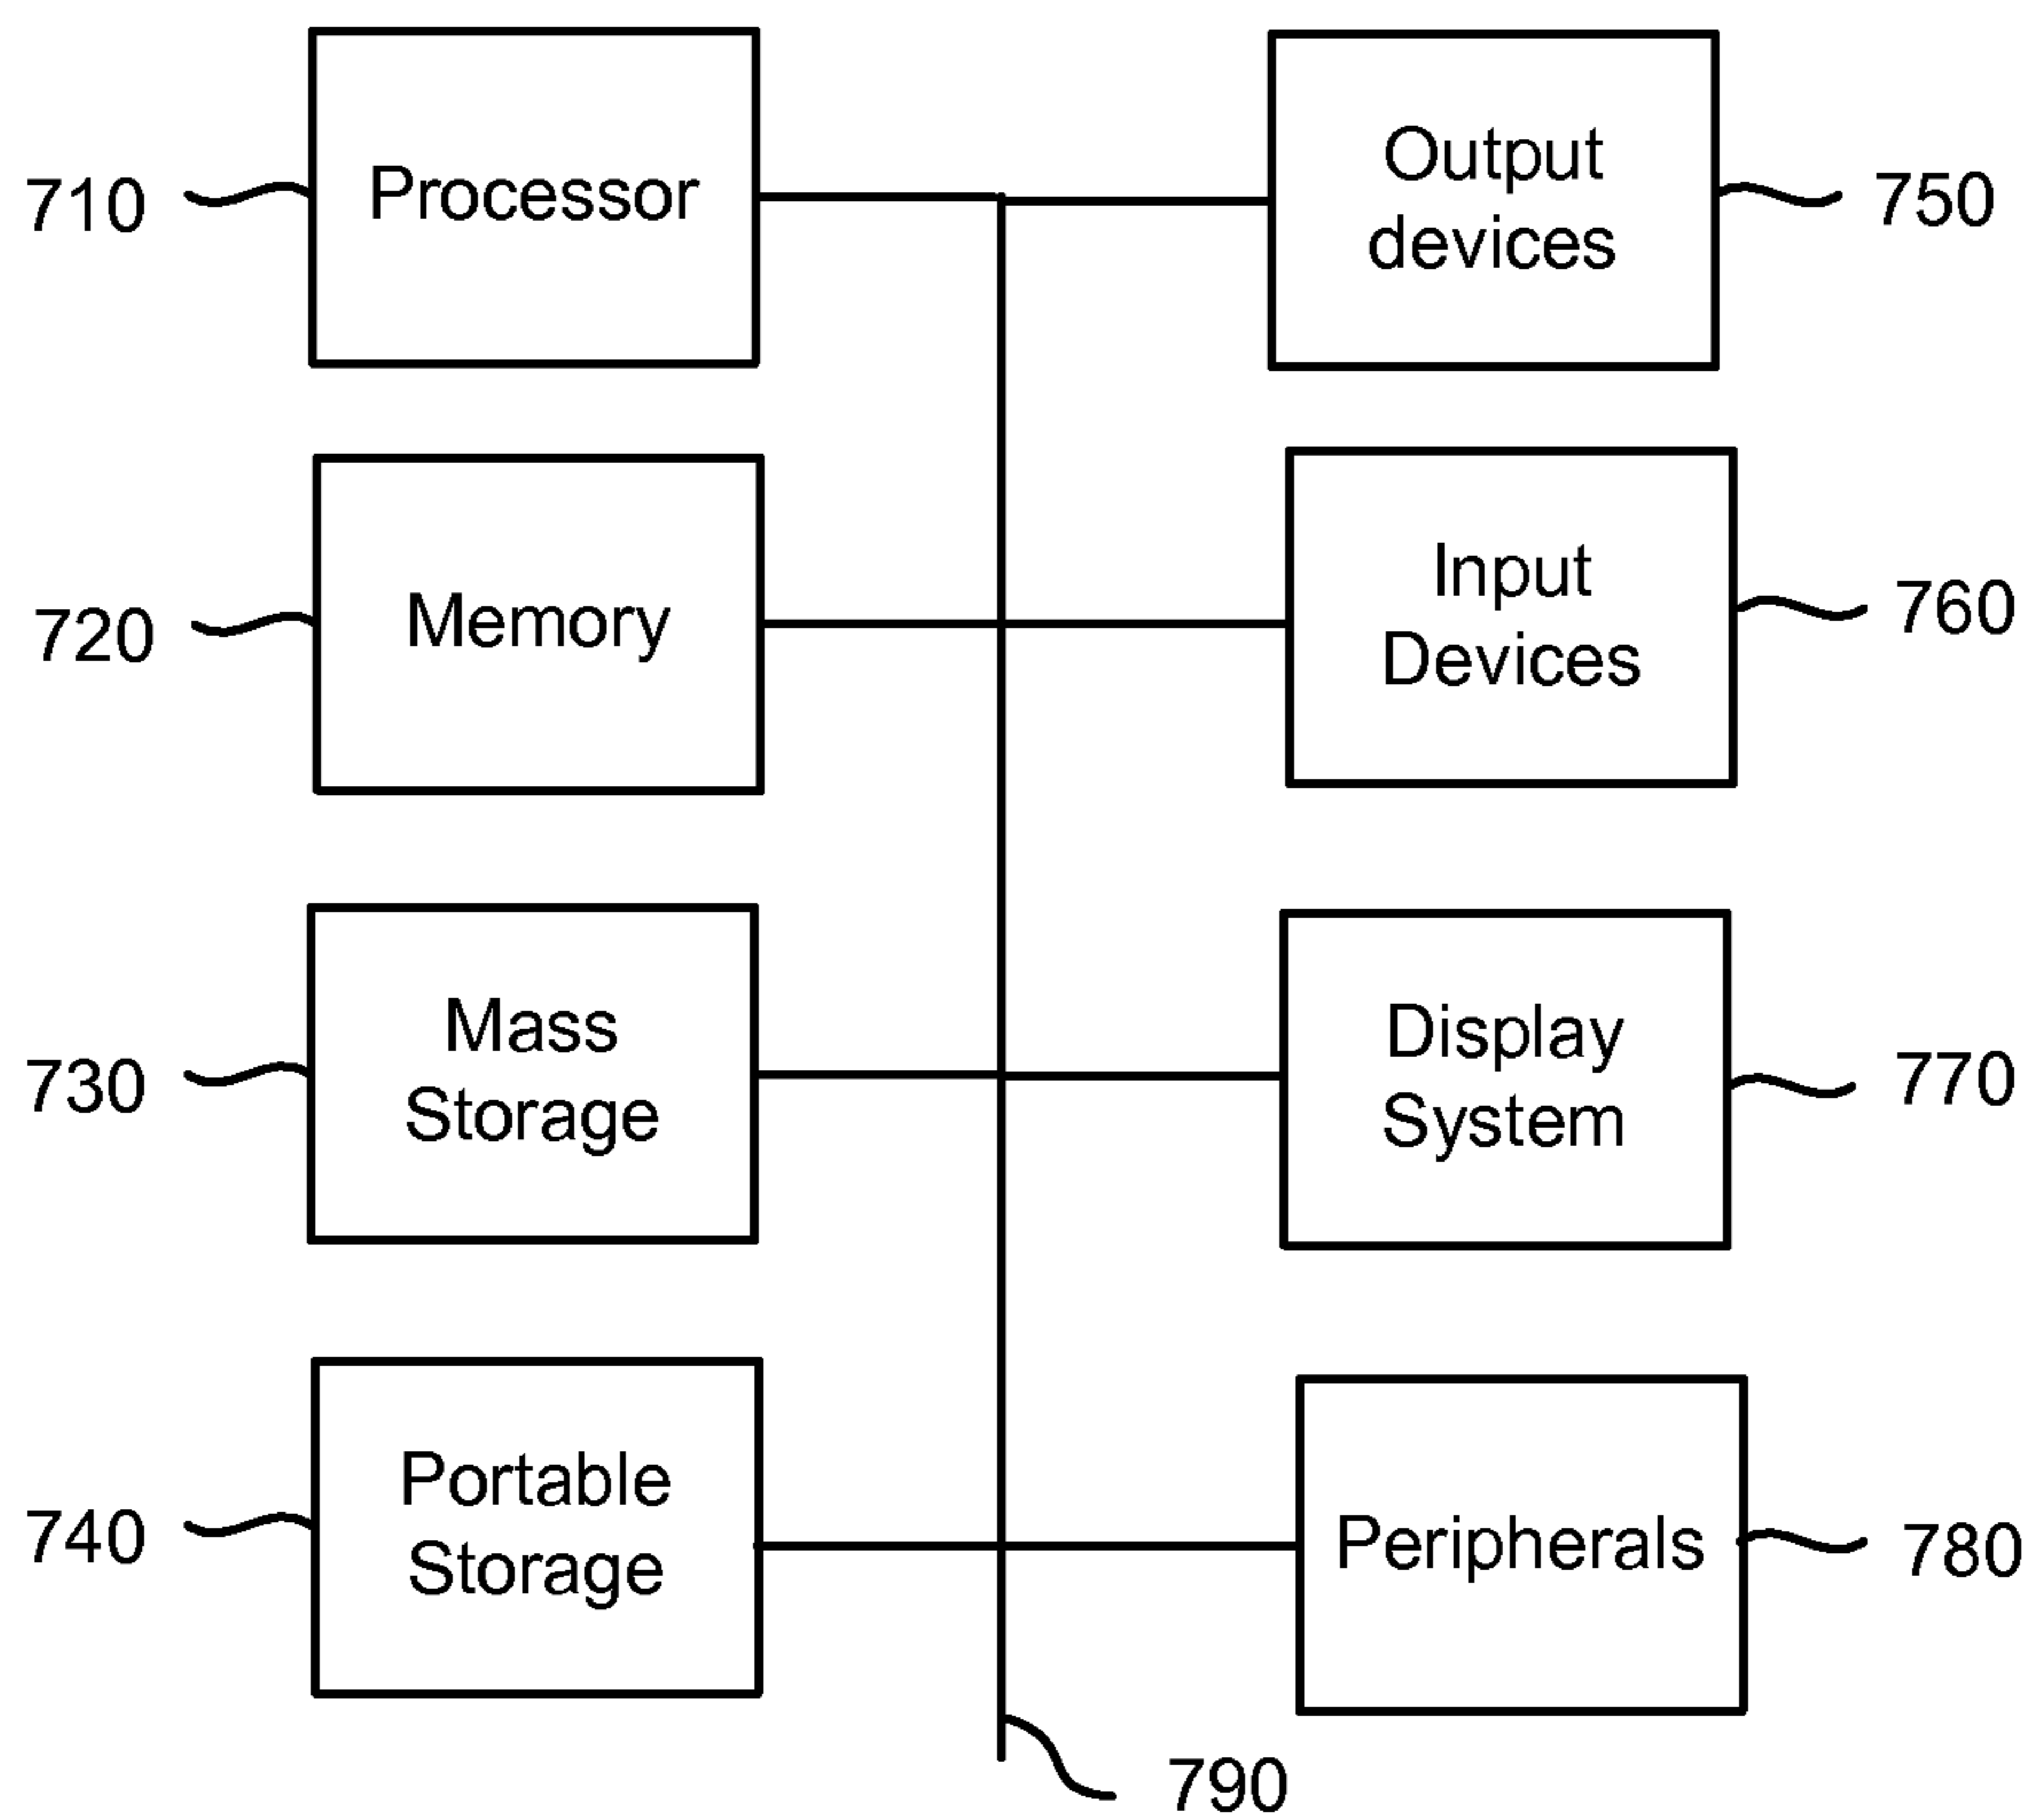 710
Processor
Output
devices
750
720
Memory
Input
Devices
760
730
Mass
Storage
Display
System
770
740
Portable
Storage
Peripherals
780
790